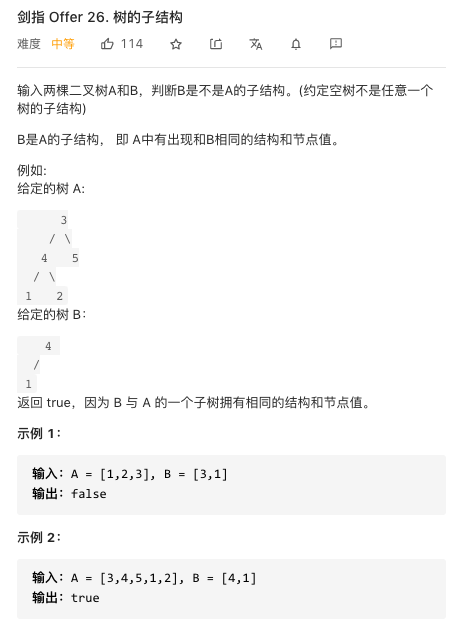 剑指 Offer 26. 树的子结构
难度 中等 114
输入两棵二叉树A和B，判断B是不是A的子结构。(约定空树不是任意一个
树的子结构)
B是A的子结构， 即 A中有出现和B相同的结构和节点值。
例如:
给定的树 A:
3
/ \
4 5
/ \
1 2
给定的树 B：
4
/
1
返回 true，因为 B 与 A 的一个子树拥有相同的结构和节点值。
示例 1：
输入：A = [1,2,3], B = [3,1]
输出：false
示例 2：
输入：A = [3,4,5,1,2], B = [4,1]
输出：true